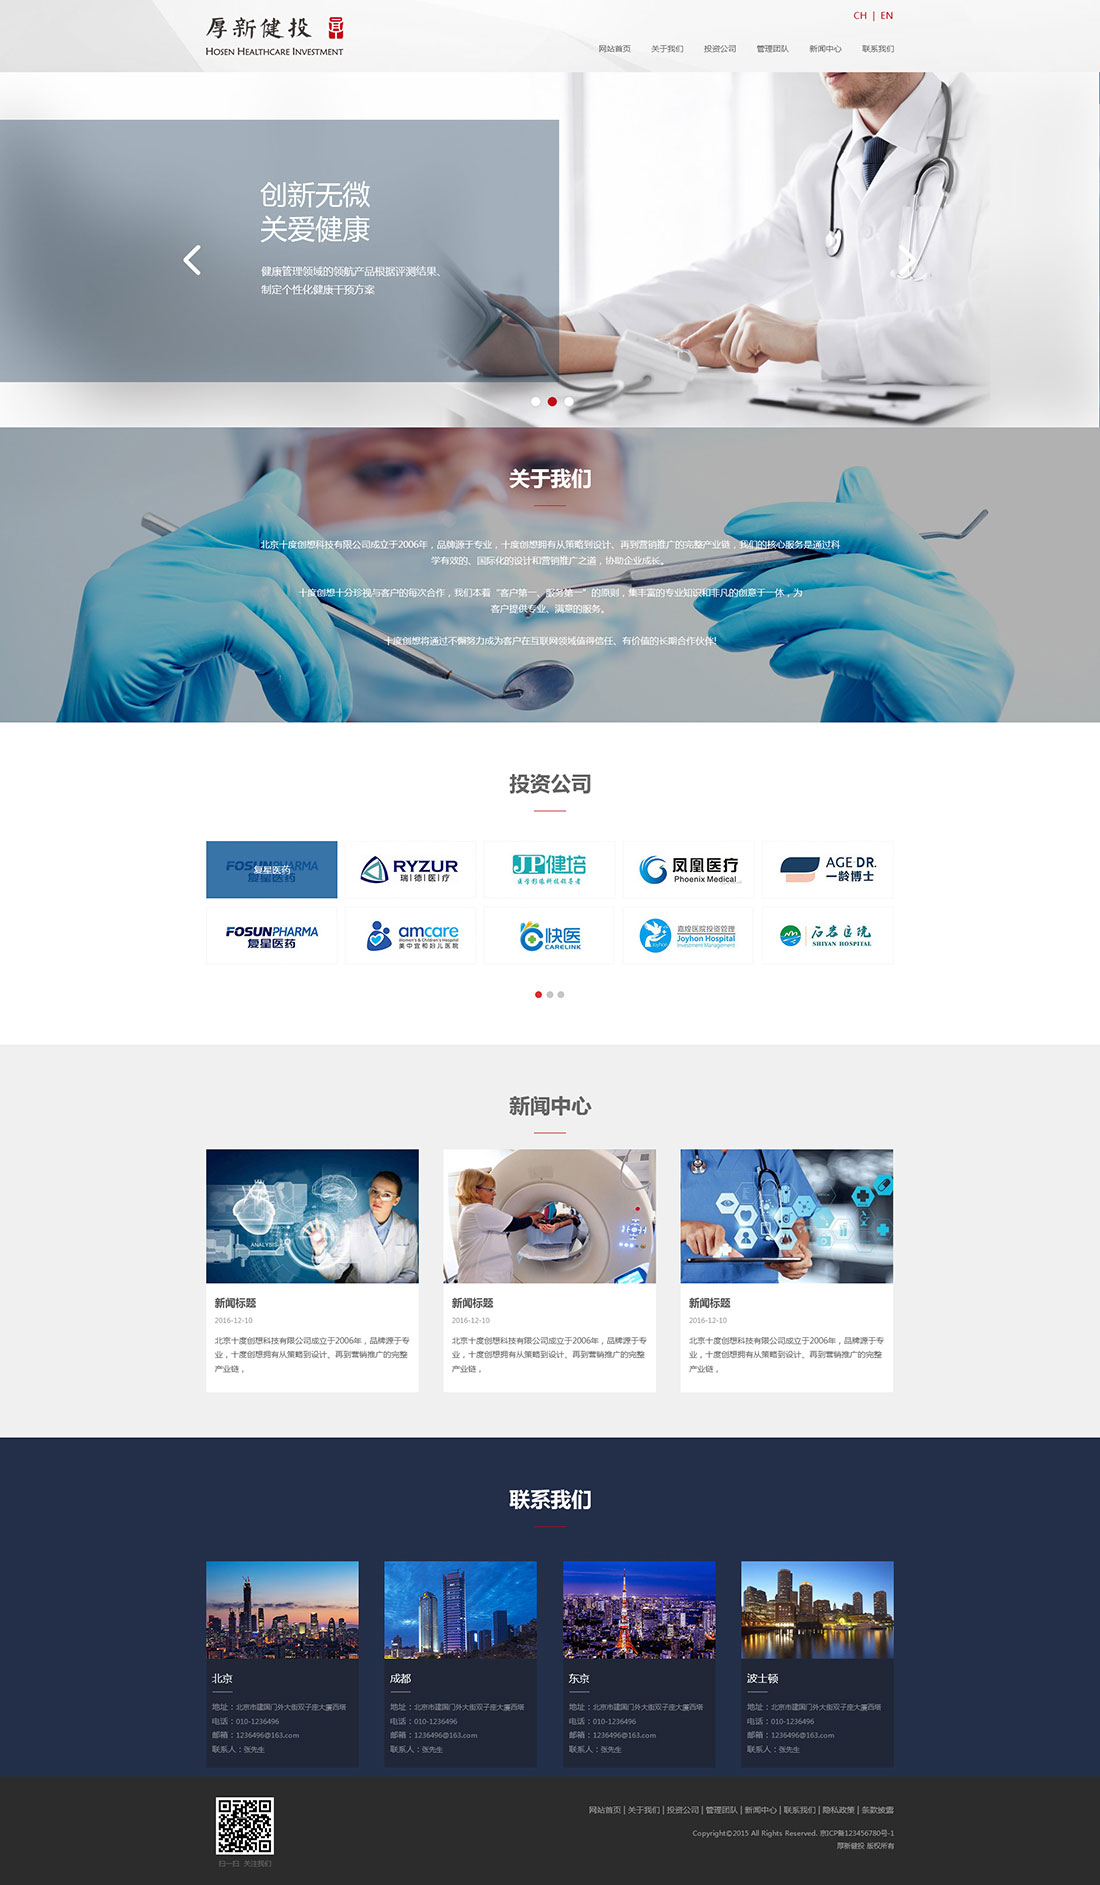 厚新健投
HOSEN HEALTHCARE INVESTMENT
CH | EN
网站首页 关于我们 投资公司 管理团队 新闻中心 联系我们
创新无微
关爱健康
健康管理领域的领航产品根据评测结果、
制定个性化健康干预方案
关于我们
北京十度创想科技有限公司成立于2006年，品牌源于专业，十度创想拥有从策略到设计、再到营销推广的完整产业链，我们的核心服务是通过科
学有效的、国际化的设计和营销推广之道，协助企业成长。
十度创想十分珍视与客户的每次合作，我们本着“客户第一、服务第一”的原则，集丰富的专业知识和非凡的创意于一体，为
客户提供专业、满意的服务。
十度创想将通过不懈努力成为客户在互联网领域值得信任、有价值的长期合作伙伴!
投资公司
FOSUNPHARMA
复星医药
复星医药
RYZUR
瑞德医疗
JP健培
医学影像科技领导者
凤凰医疗
Phoenix Medical
AGE DR.
一龄博士
FOSUNPHARMA
复星医药
amcare
Women's & Children's Hospital
美中宜和妇儿医院
快医
CARELINK
Joyhon
嘉煌医院投资管理
Joyhon Hospital
Investment Management
石岩医院
SHIYAN HOSPITAL
新闻中心
ANALYSIS
新闻标题
2016-12-10
北京十度创想科技有限公司成立于2006年，品牌源于专
业，十度创想拥有从策略到设计、再到营销推广的完整
产业链，
新闻标题
2016-12-10
北京十度创想科技有限公司成立于2006年，品牌源于专
业，十度创想拥有从策略到设计、再到营销推广的完整
产业链，
新闻标题
2016-12-10
北京十度创想科技有限公司成立于2006年，品牌源于专
业，十度创想拥有从策略到设计、再到营销推广的完整
产业链，
联系我们
北京
地址：北京市建国门外大街双子座大厦西塔
电话：010-1236496
邮箱：1236496@163.com
联系人：张先生
成都
地址：北京市建国门外大街双子座大厦西塔
电话：010-1236496
邮箱：1236496@163.com
联系人：张先生
东京
地址：北京市建国门外大街双子座大厦西塔
电话：010-1236496
邮箱：1236496@163.com
联系人：张先生
波士顿
地址：北京市建国门外大街双子座大厦西塔
电话：010-1236496
邮箱：1236496@163.com
联系人：张先生
扫一扫 关注我们
网站首页 | 关于我们 | 投资公司 | 管理团队 | 新闻中心 | 联系我们 | 隐私政策 | 条款披露
Copyright©2015 All Rights Reserved. 京ICP备123456780号-1
厚新健投 版权所有